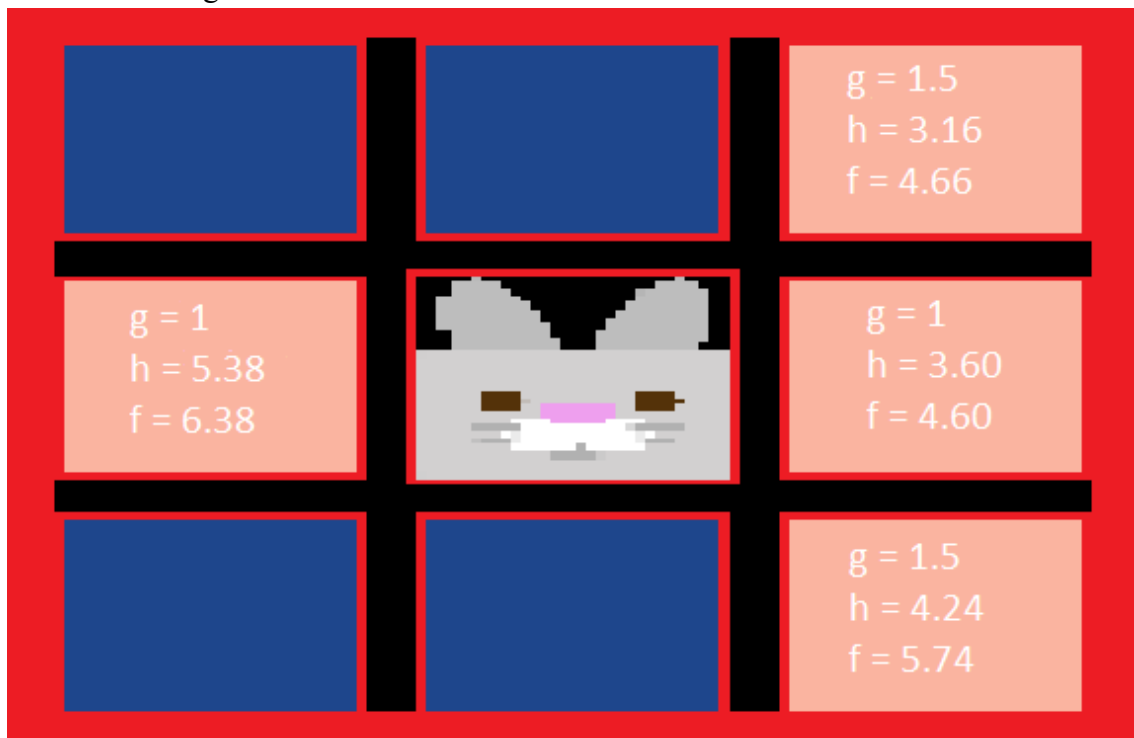 g = 1.5
h = 3.16
f = 4.66
g = 1
h = 5.38
f = 6.38
g = 1
h = 3.60
f = 4.60
g = 1.5
h = 4.24
f = 5.74